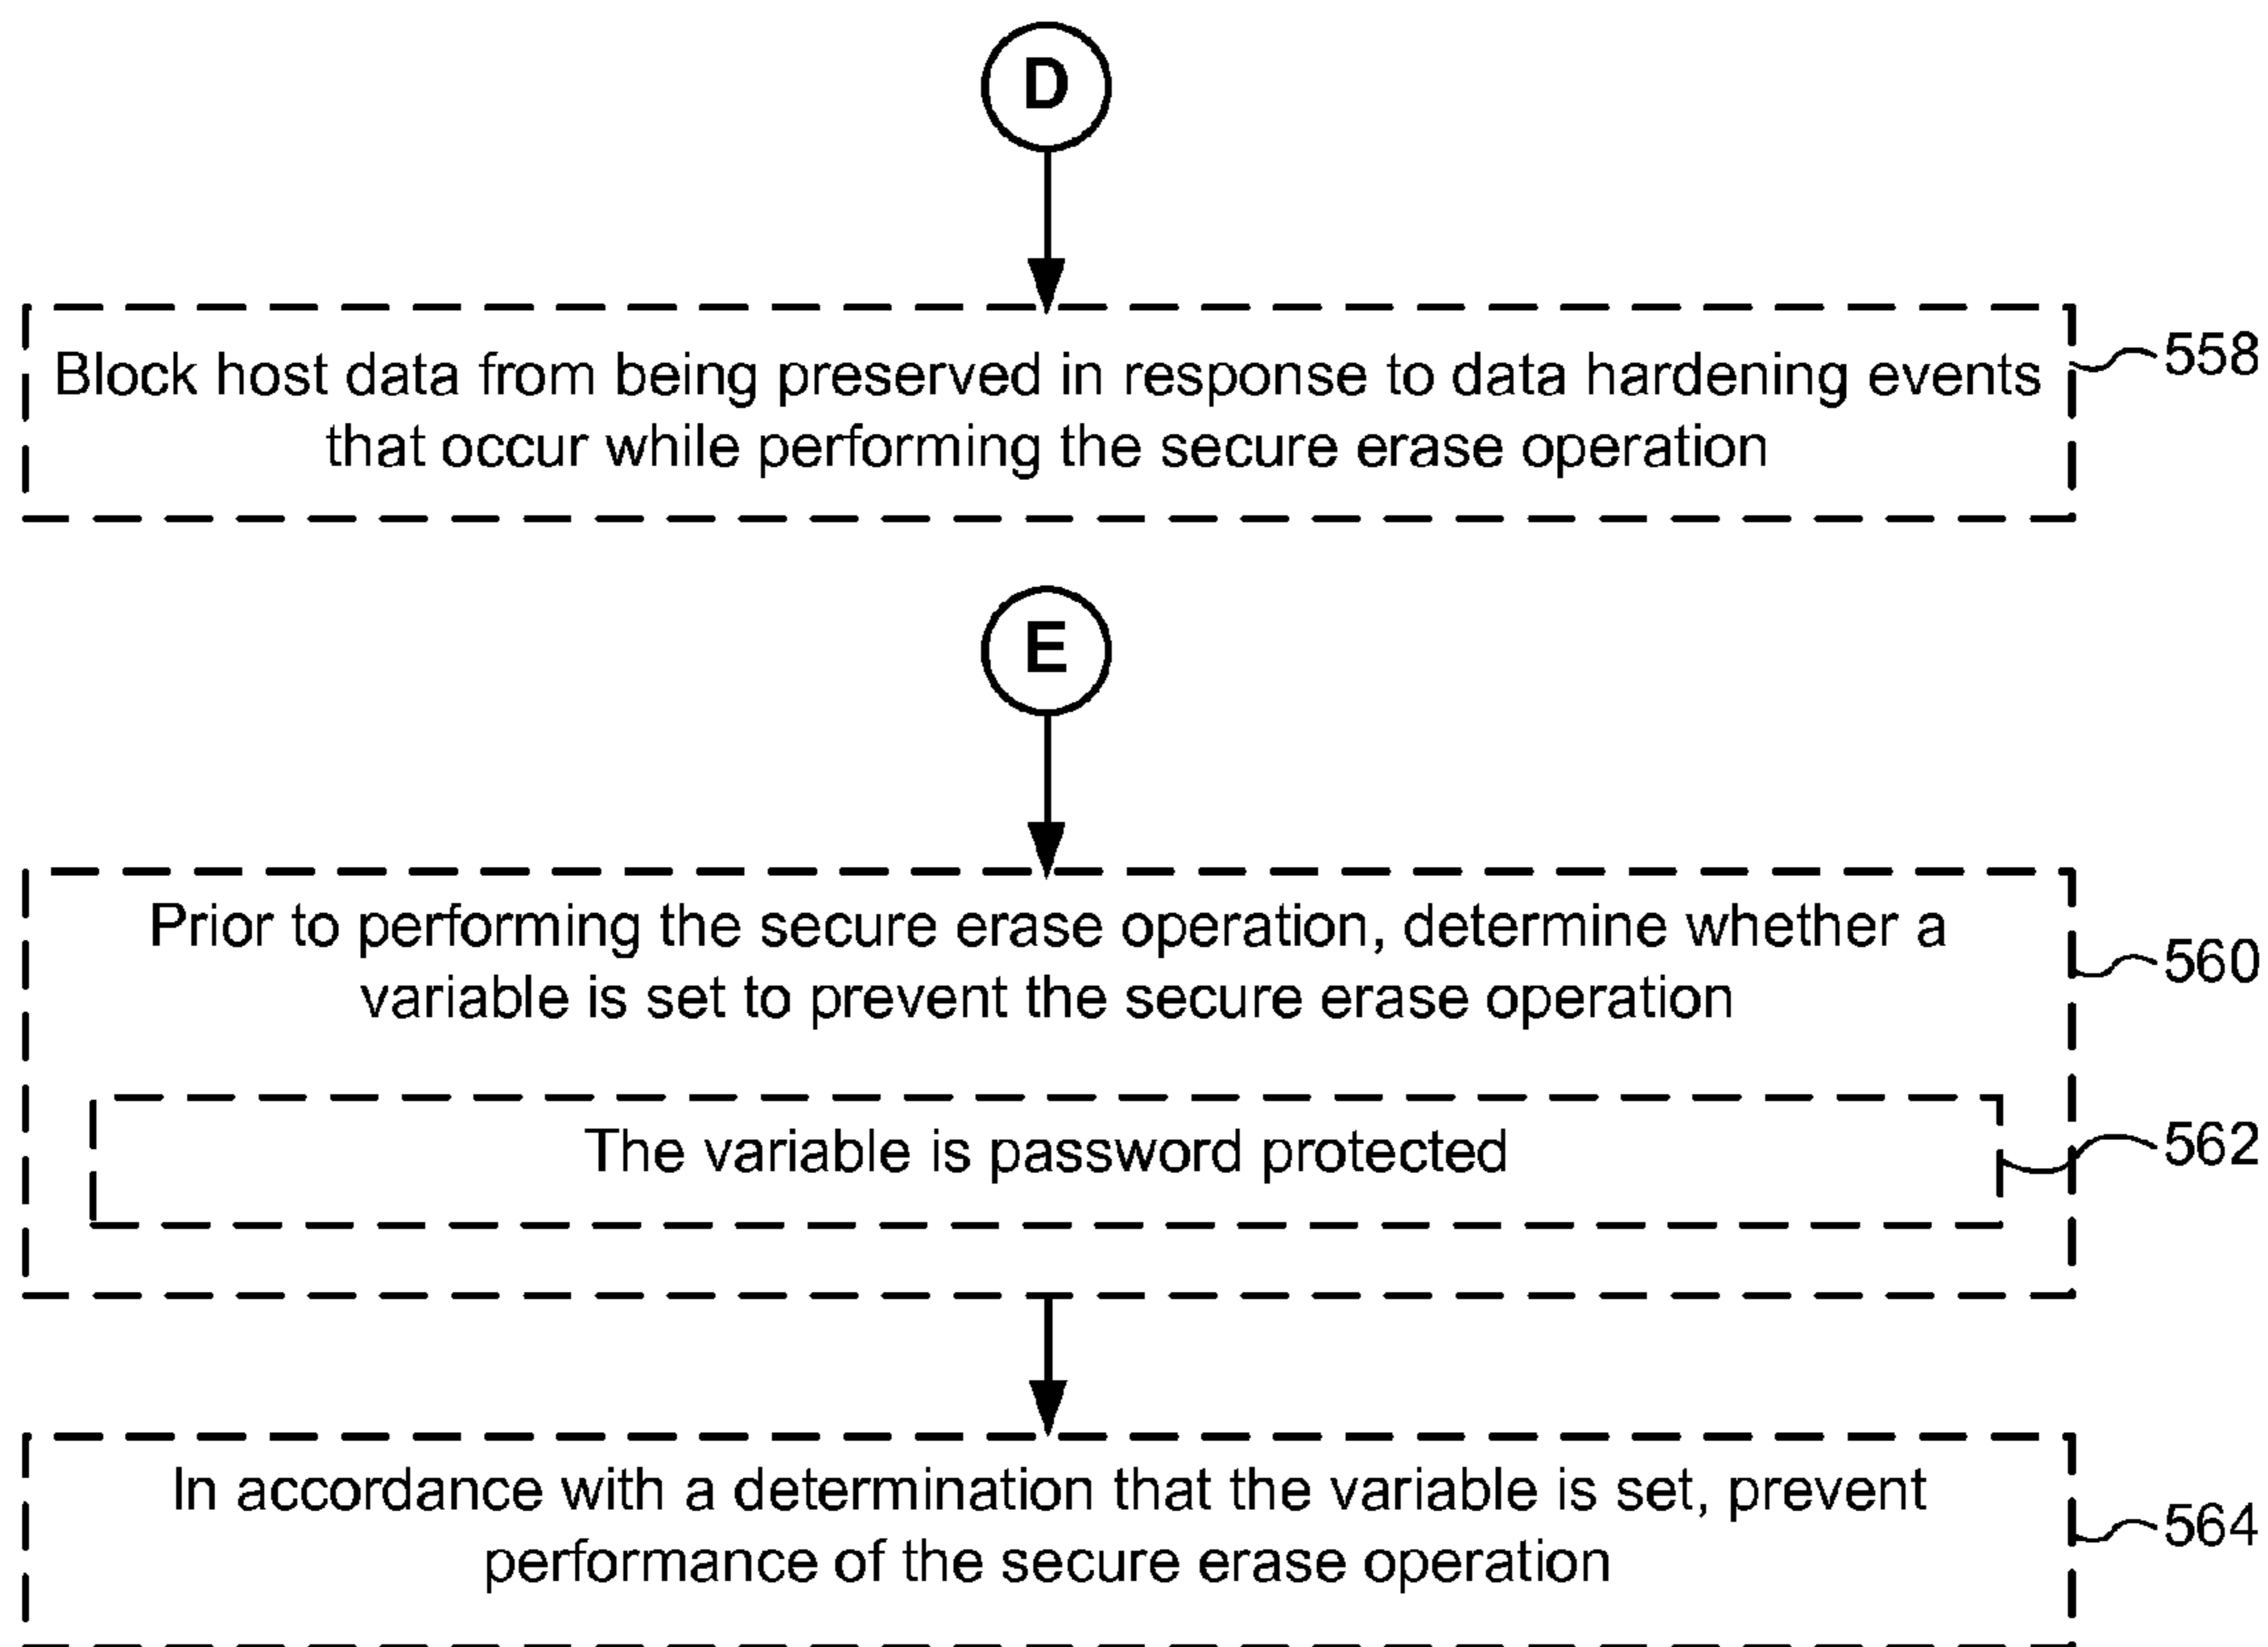 D
Block host data from being preserved in response to data hardening events
that occur while performing the secure erase operation
558
E
Prior to performing the secure erase operation, determine whether a
variable is set to prevent the secure erase operation
560
The variable is password protected
562
In accordance with a determination that the variable is set, prevent
performance of the secure erase operation
564